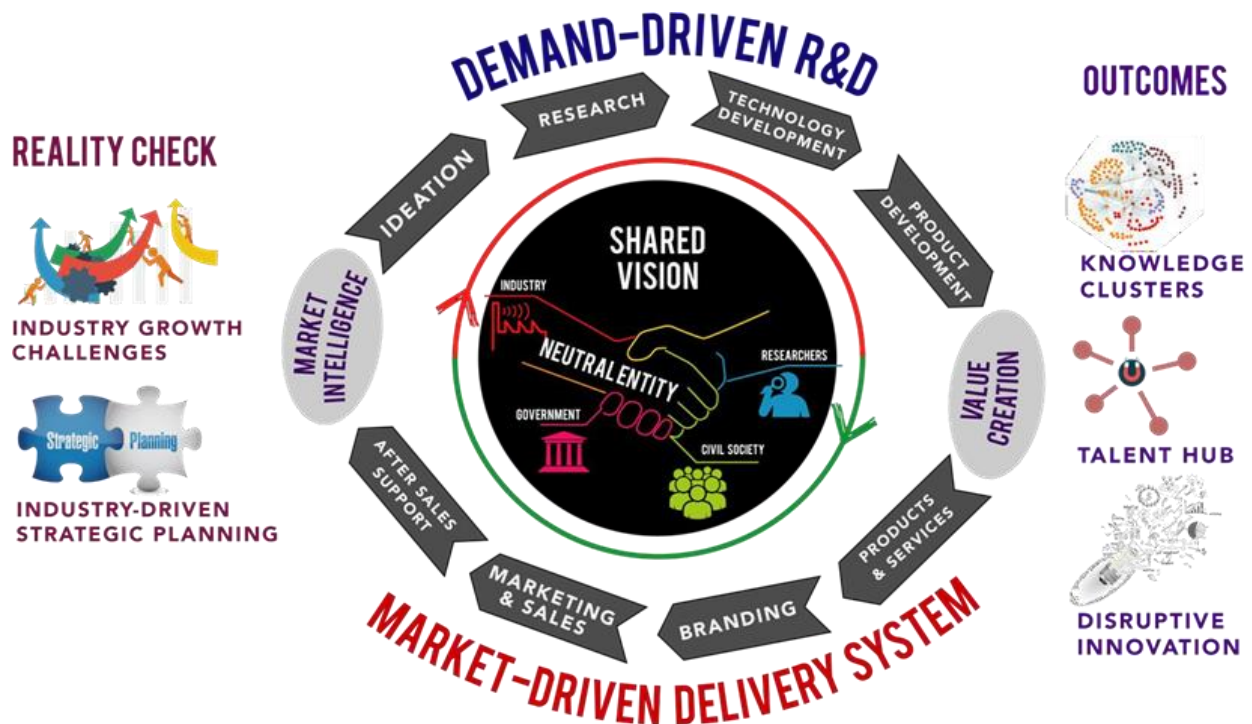 DEMAND-DRIVEN R&D
REALITY CHECK
INDUSTRY GROWTH
CHALLENGES
Strategic Planning
INDUSTRY-DRIVEN
STRATEGIC PLANNING
MARKET
INTELLIGENCE
IDEATION
RESEARCH
TECHNOLOGY
DEVELOPMENT
PRODUCT
DEVELOPMENT
VALUE
CREATION
PRODUCTS
& SERVICES
BRANDING
MARKETING
& SALES
AFTER SALES
SUPPORT
SHARED
VISION
INDUSTRY
NEUTRAL ENTITY
RESEARCHERS
GOVERNMENT
CIVIL SOCIETY
MARKET-DRIVEN DELIVERY SYSTEM
OUTCOMES
KNOWLEDGE
CLUSTERS
TALENT HUB
DISRUPTIVE
INNOVATION